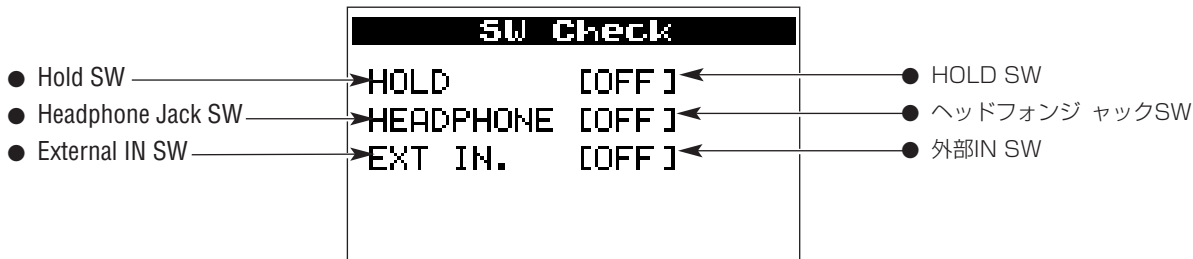 SW Check
● Hold SW HOLD [OFF] ● HOLD SW
● Headphone Jack SW HEADPHONE [OFF] ● ヘッドフォンジ ャックSW
● External IN SW EXT IN. [OFF] ● 外部IN SW